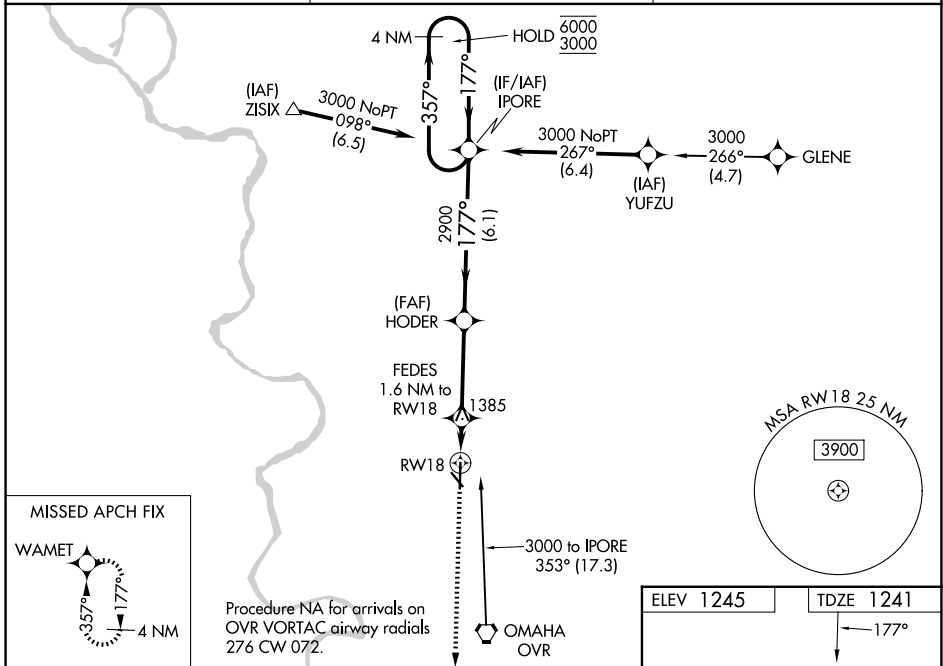 4 NM
HOLD 6000
3000
357°
177°
(IF/IAF)
IPORE
(IAF)
ZISIX
3000 NoPT
098°
(6.5)
3000 NoPT
267°
(6.4)
(IAF)
YUFZU
3000
266°
(4.7)
GLENE
2900
177°
(6.1)
(FAF)
HODER
FEDES
1.6 NM to
RW18
1385
RW18
MSA RW18 25 NM
3900
MISSED APCH FIX
WAMET
357°
177°
4 NM
Procedure NA for arrivals on
OVR VORTAC airway radials
276 CW 072.
3000 to IPORE
353° (17.3)
OMAHA
OVR
ELEV 1245
TDZE 1241
177°